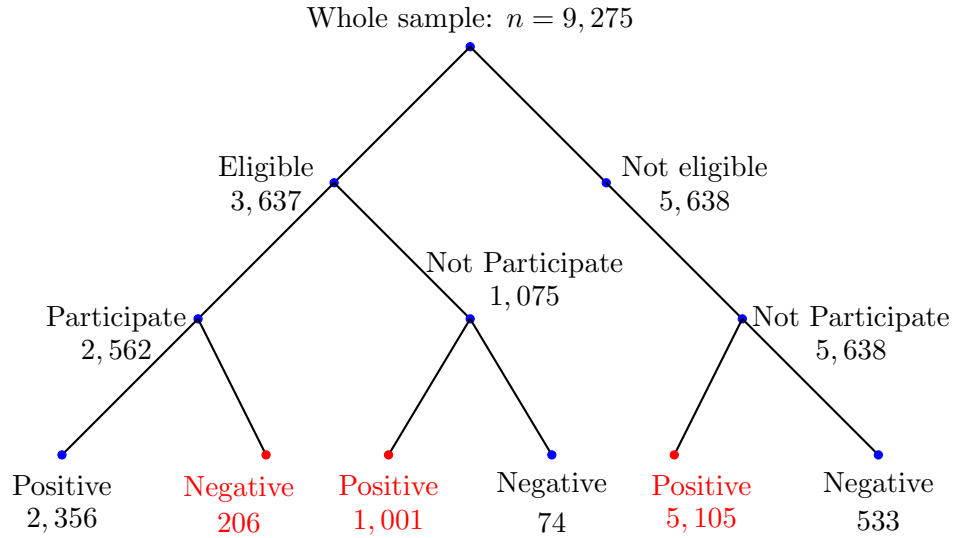 Whole sample: n = 9, 275
Eligible
3, 637
Not eligible
5, 638
Not Participate
1, 075
Participate
2, 562
Not Participate
5, 638
Positive
2, 356
Negative
206
Positive
1, 001
Negative
74
Positive
5, 105
Negative
533